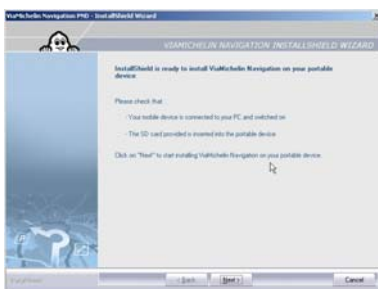 ViaMichelin Navigation PND - InstallShield Wizard
VIAMICHELIN NAVIGATION INSTALLSHIELD WIZARD
InstallShield is ready to install ViaMichelin Navigation on your portable
device
Please check that
- Your mobile device is connected to your PC and switched on
- The SD card provided is inserted into the portable device
Click on "Next" to start installing ViaMichelin Navigation on your portable device
P
InstallShield
< Back
Next >
Cancel